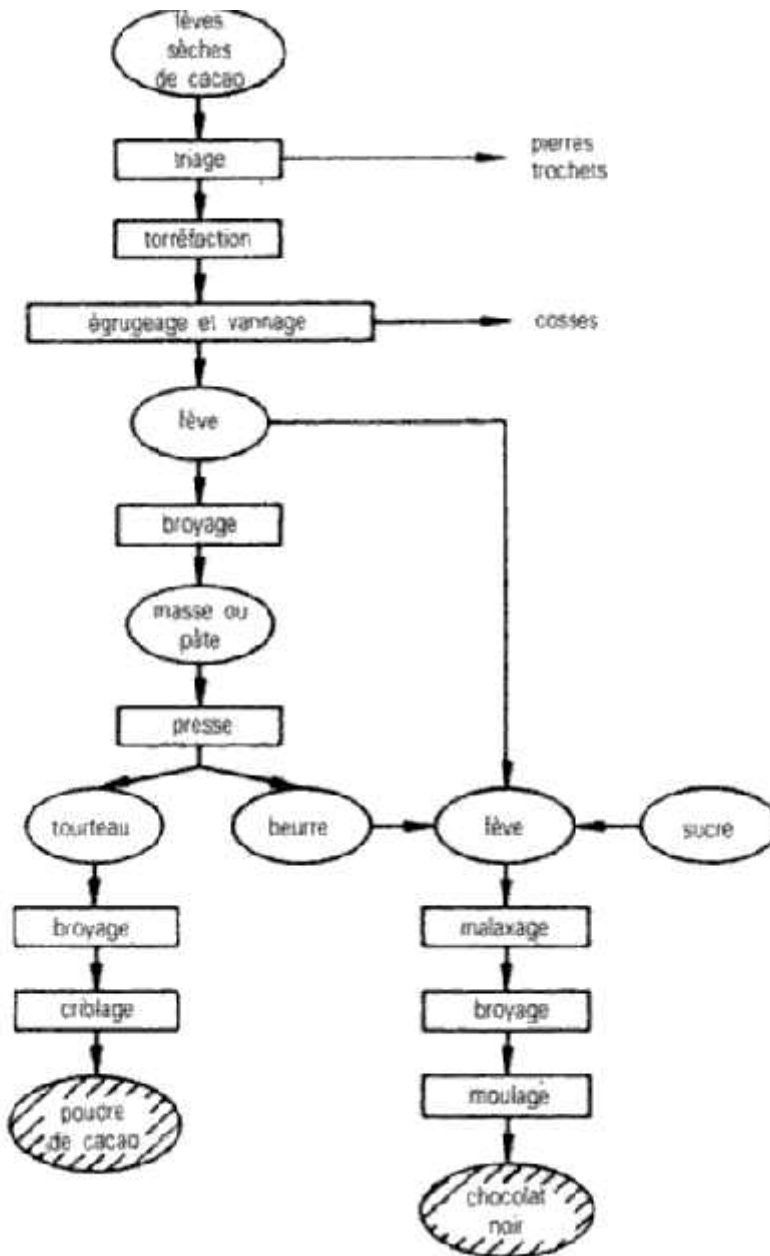 fèves
sèches
de cacao
triage
pierres
trochets
torréfaction
égrugeage et vannage
cosses
fève
broyage
masse ou
pâte
presse
tourteau
beurre
fève
sucre
broyage
malaxage
criblage
broyage
moulage
poudre
de cacao
chocolat
noir